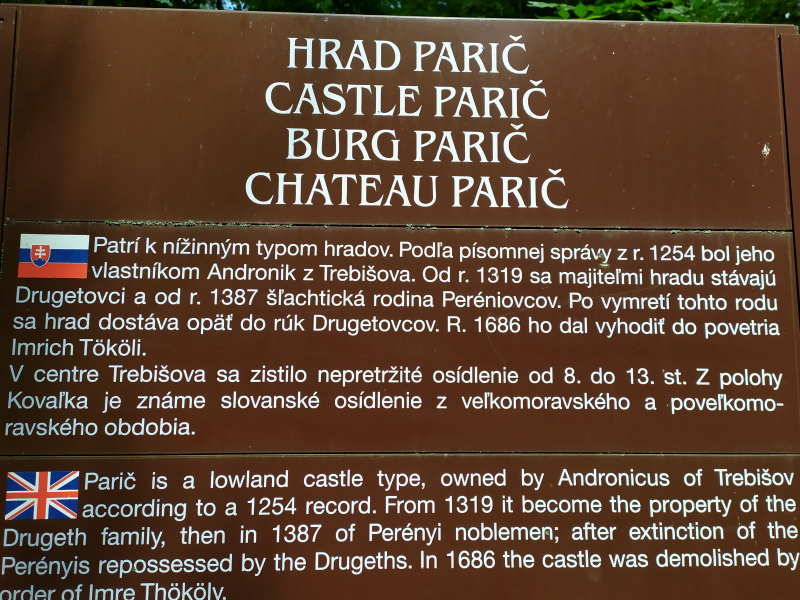 HRAD PARIČ
CASTLE PARIČ
BURG PARIČ
CHATEAU PARIČ
Patrí k nížinným typom hradov. Podľa písomnej správy z r. 1254 bol jeho
vlastníkom Andronik z Trebišova. Od r. 1319 sa majiteľmi hradu stávajú
Drugetovci a od r. 1387 šľachtická rodina Peréniovcov. Po vymretí tohto rodu
sa hrad dostáva opäť do rúk Drugetovcov. R. 1686 ho dal vyhodiť do povetria
Imrich Tököli.
V centre Trebišova sa zistilo nepretržité osídlenie od 8. do 13. st. Z polohy
Kovaľka je známe slovanské osídlenie z veľkomoravského a poveľkomo-
ravského obdobia.
Parič is a lowland castle type, owned by Andronicus of Trebišov
according to a 1254 record. From 1319 it become the property of the
Drugeth family, then in 1387 of Perényi noblemen; after extinction of the
Perényis repossessed by the Drugeths. In 1686 the castle was demolished by
order of Imre Thököly.